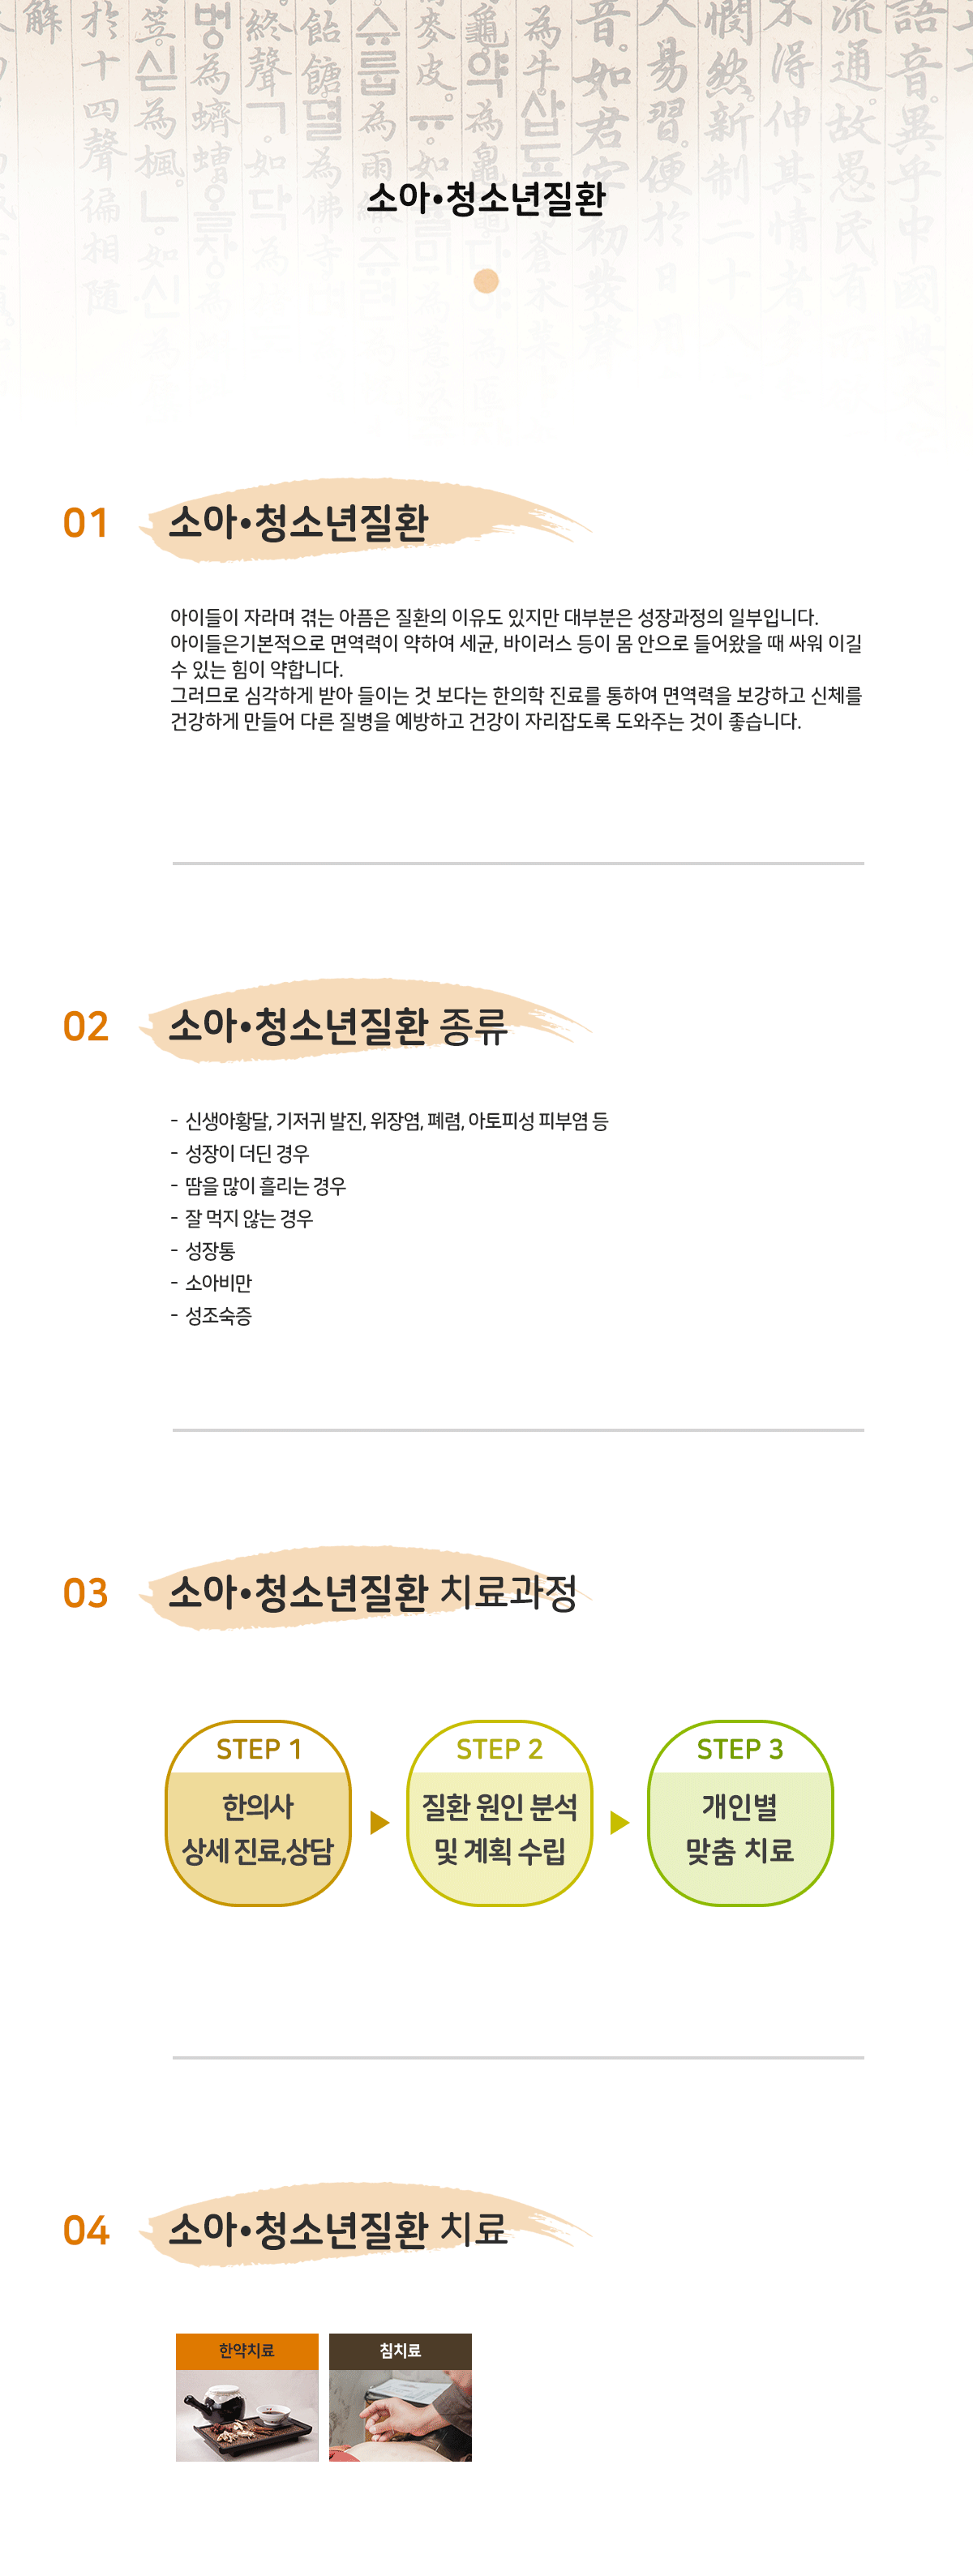 소아•청소년질환
01
소아•청소년질환
아이들이 자라며 겪는 아픔은 질환의 이유도 있지만 대부분은 성장과정의 일부입니다.
아이들은기본적으로 면역력이 약하여 세균, 바이러스 등이 몸 안으로 들어왔을 때 싸워 이길
수 있는 힘이 약합니다.
그러므로 심각하게 받아 들이는 것 보다는 한의학 진료를 통하여 면역력을 보강하고 신체를
건강하게 만들어 다른 질병을 예방하고 건강이 자리잡도록 도와주는 것이 좋습니다.
02
소아•청소년질환 종류
- 신생아황달, 기저귀 발진, 위장염, 폐렴, 아토피성 피부염 등
- 성장이 더딘 경우
- 땀을 많이 흘리는 경우
- 잘 먹지 않는 경우
- 성장통
- 소아비만
- 성조숙증
03
소아•청소년질환 치료과정
STEP 1
한의사
상세 진료,상담
STEP 2
질환 원인 분석
및 계획 수립
STEP 3
개인별
맞춤 치료
04
소아•청소년질환 치료
한약치료
침치료